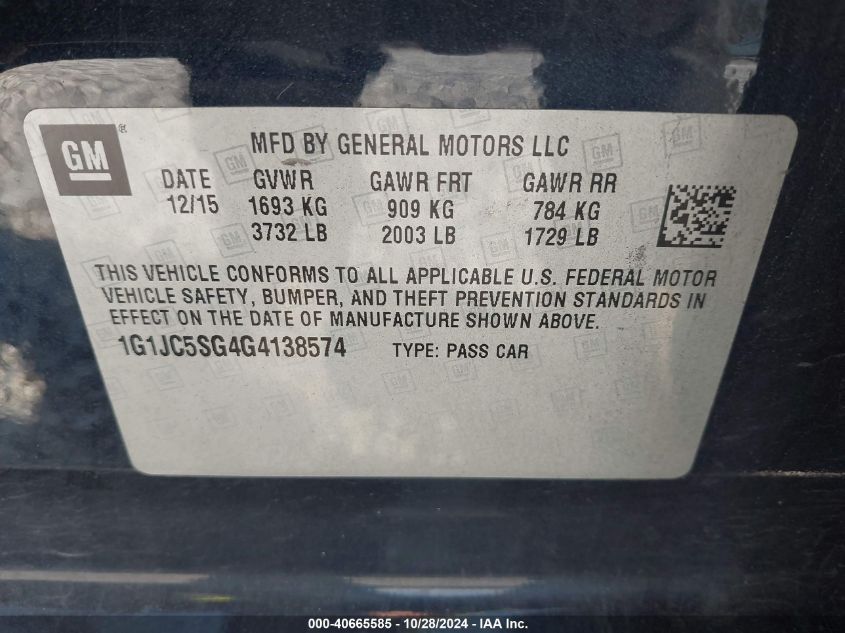 GM
MFD BY GENERAL MOTORS LLC
DATE GVWR GAWR FRT GAWR RR
12/15 1693 KG 909 KG 784 KG
3732 LB 2003 LB 1729 LB
THIS VEHICLE CONFORMS TO ALL APPLICABLE U.S. FEDERAL MOTOR
VEHICLE SAFETY, BUMPER, AND THEFT PREVENTION STANDARDS IN
EFFECT ON THE DATE OF MANUFACTURE SHOWN ABOVE.
1G1JC5SG4G4138574 TYPE: PASS CAR
000-40665585 - 10/28/2024 - 1 OF 1 - IAA Inc.